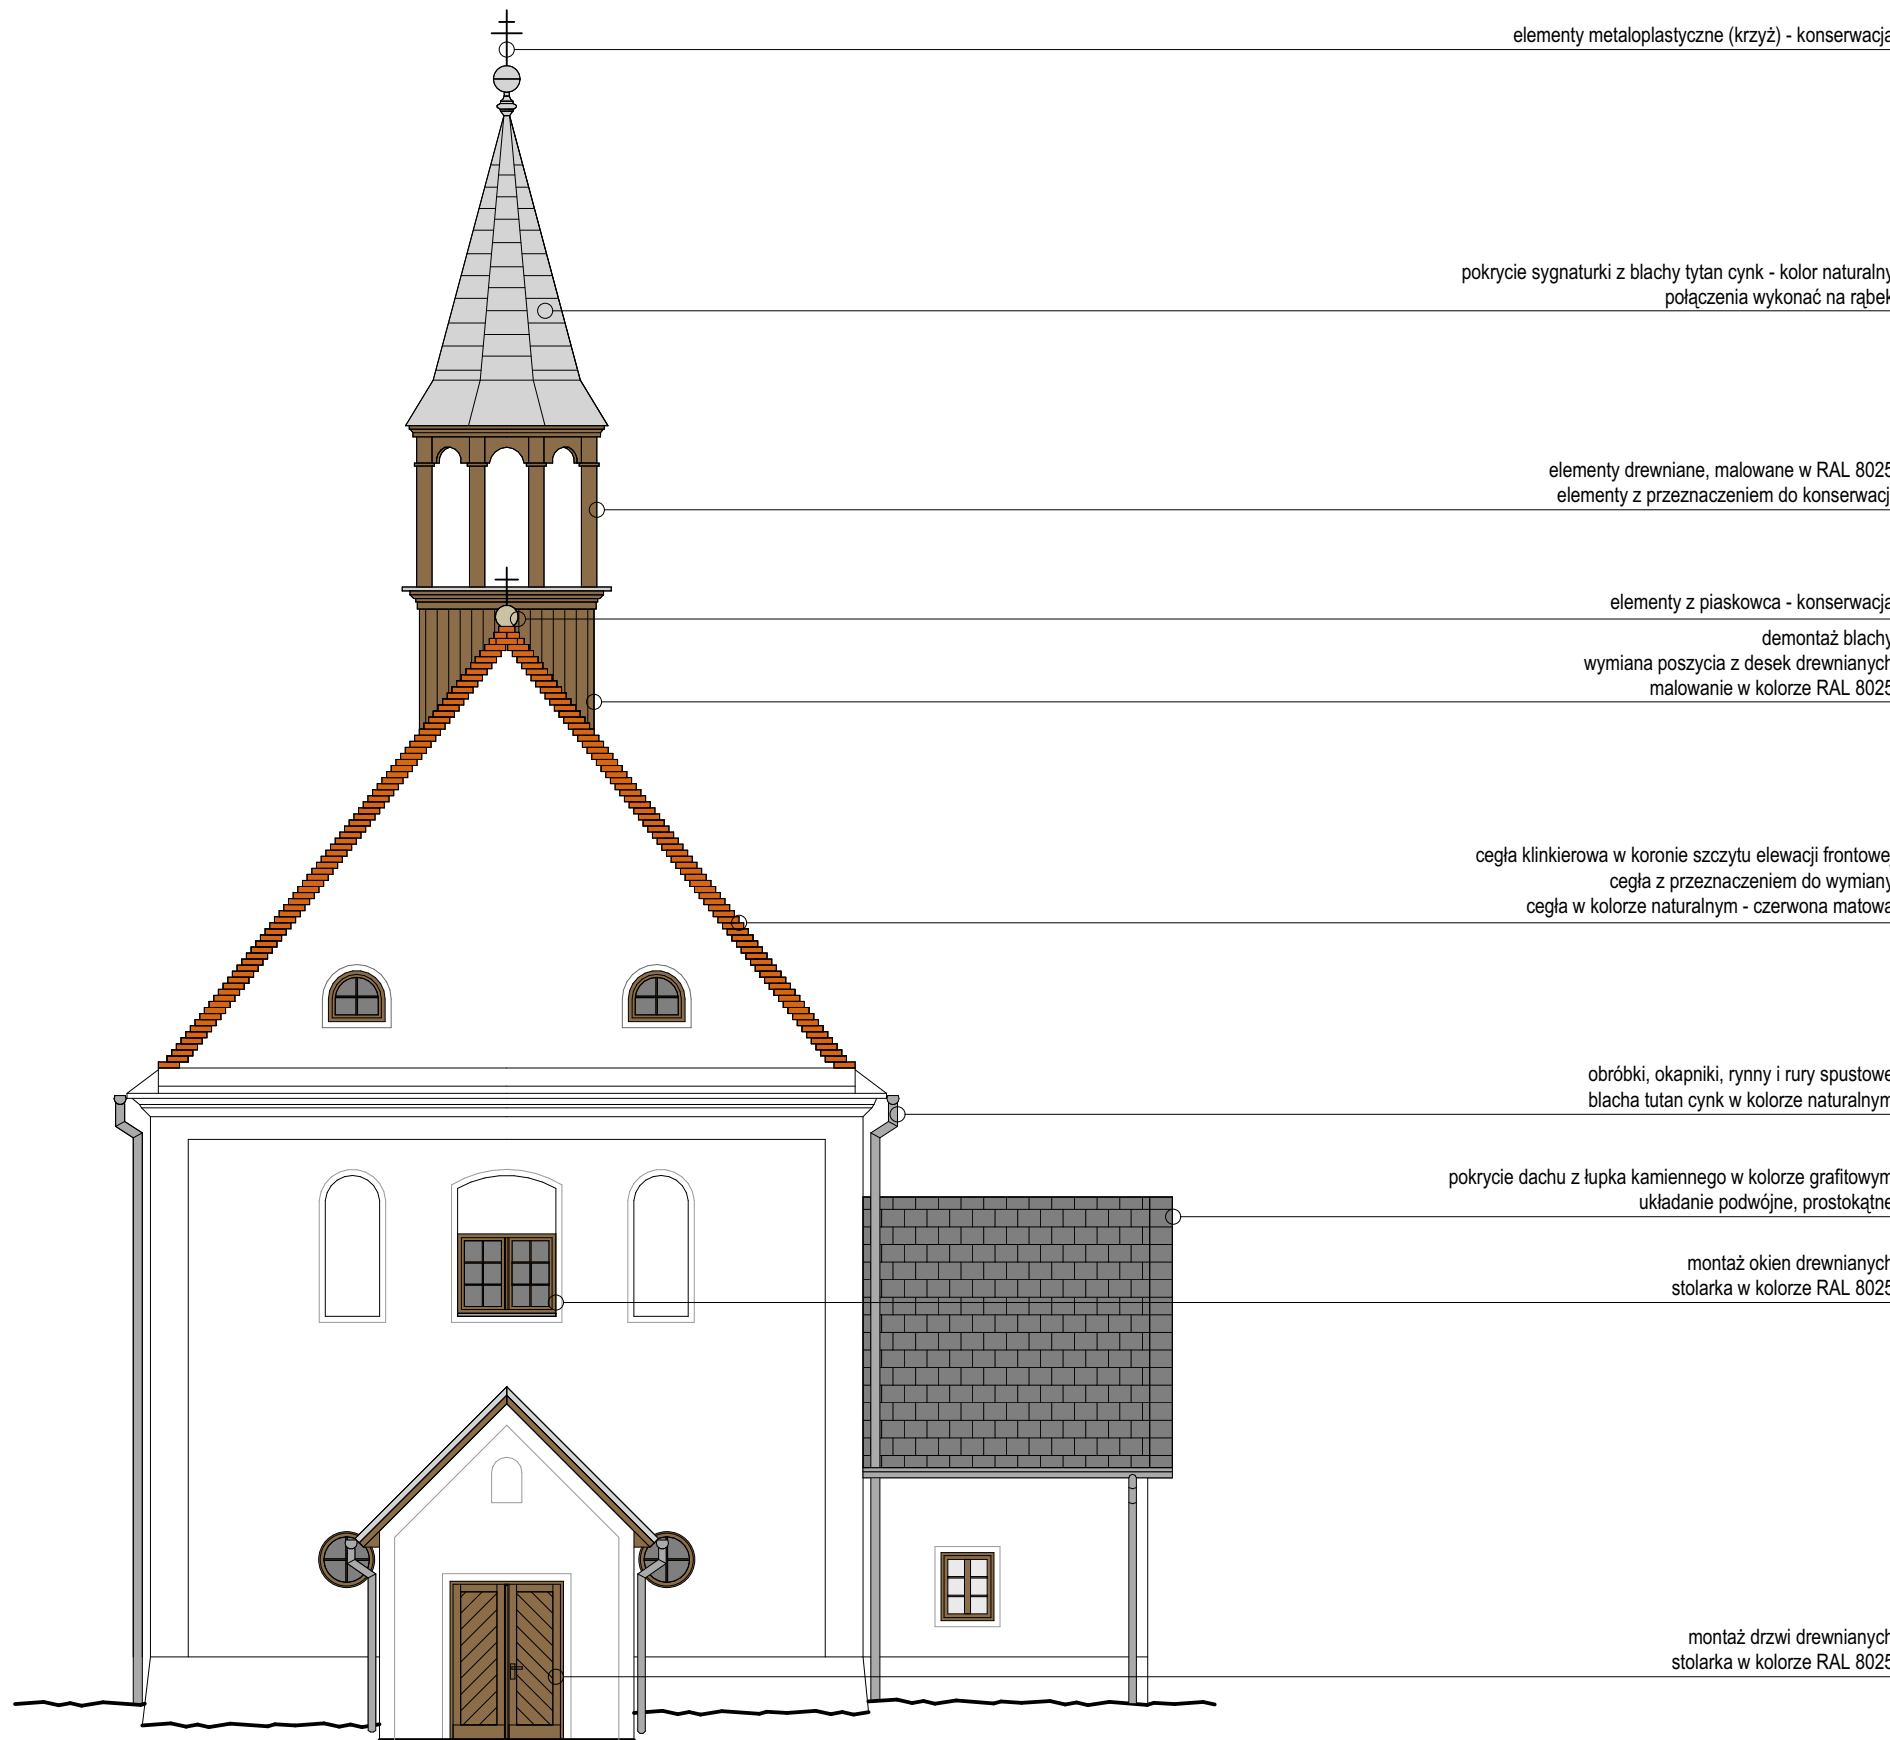 elementy metaloplastyczne (krzyż) - konserwacja
pokrycie sygnaturki z blachy tytan cynk - kolor naturalny
połączenia wykonać na rąbek
elementy drewniane, malowane w RAL 8025
elementy z przeznaczeniem do konserwacji
elementy z piaskowca - konserwacja
demontaż blachy
wymiana poszycia z desek drewnianych
malowanie w kolorze RAL 8025
cegła klinkierowa w koronie szczytu elewacji frontowej
cegła z przeznaczeniem do wymiany
cegła w kolorze naturalnym - czerwona matowa
obróbki, okapniki, rynny i rury spustowe
blacha tutan cynk w kolorze naturalnym
pokrycie dachu z łupka kamiennego w kolorze grafitowym
układanie podwójne, prostokątne
montaż okien drewnianych
stolarka w kolorze RAL 8025
montaż drzwi drewnianych
stolarka w kolorze RAL 8025